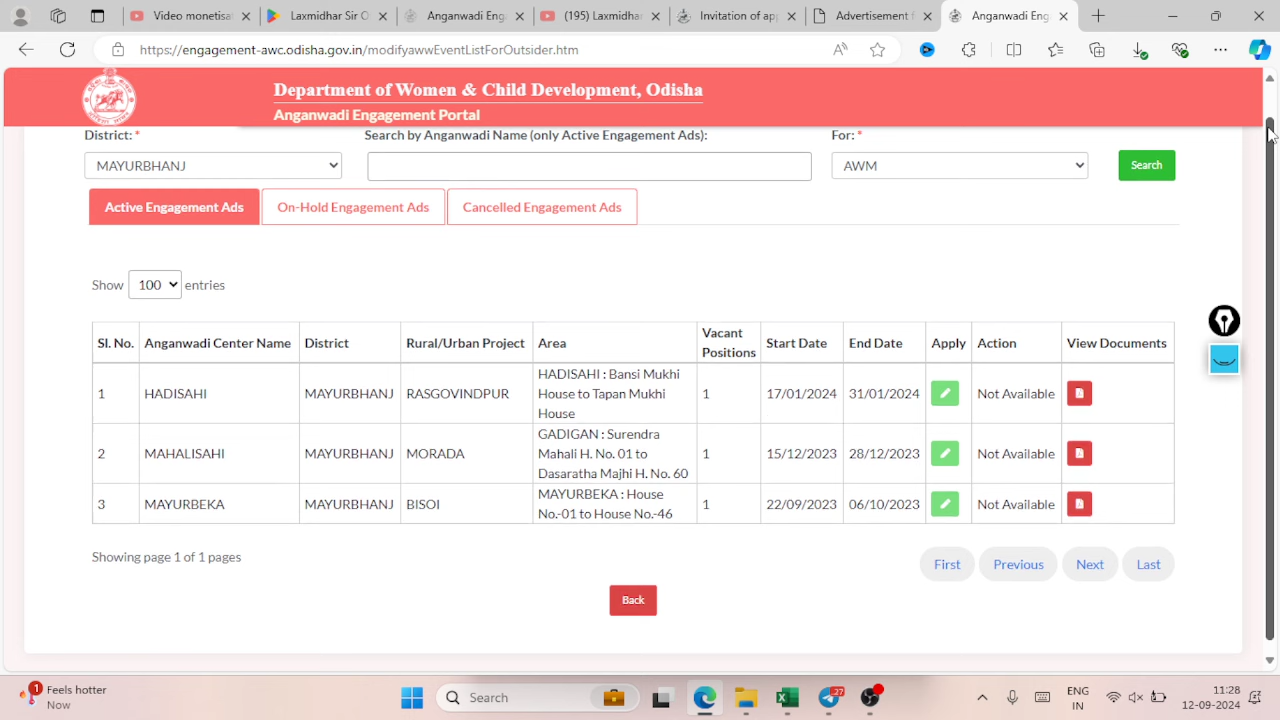 Video monetisat
Laxmidhar Sir O
Anganwadi Eng
(195) Laxmidha
Invitation of app
Advertisement f
Anganwadi Eng
https://engagement-awc.odisha.gov.in/modifyawwEventListForOutsider.htm
Department of Women & Child Development, Odisha
Anganwadi Engagement Portal
District: * Search by Anganwadi Name (only Active Engagement Ads): For: *
MAYURBHANJ AWM Search
Active Engagement Ads On-Hold Engagement Ads Cancelled Engagement Ads
Show 100 entries
Sl. No. Anganwadi Center Name District Rural/Urban Project Area Vacant Positions Start Date End Date Apply Action View Documents
1 HADISAHI MAYURBHANJ RASGOVINDPUR HADISAHI : Bansi Mukhi House to Tapan Mukhi House 1 17/01/2024 31/01/2024 Not Available
2 MAHALISAHI MAYURBHANJ MORADA GADIGAN : Surendra Mahali H. No. 01 to Dasaratha Majhi H. No. 60 1 15/12/2023 28/12/2023 Not Available
3 MAYURBEKA MAYURBHANJ BISOI MAYURBEKA : House No.-01 to House No.-46 1 22/09/2023 06/10/2023 Not Available
Showing page 1 of 1 pages
First Previous Next Last
Back
1 Feels hotter
Now
Search
27
ENG
IN
11:28
12-09-2024